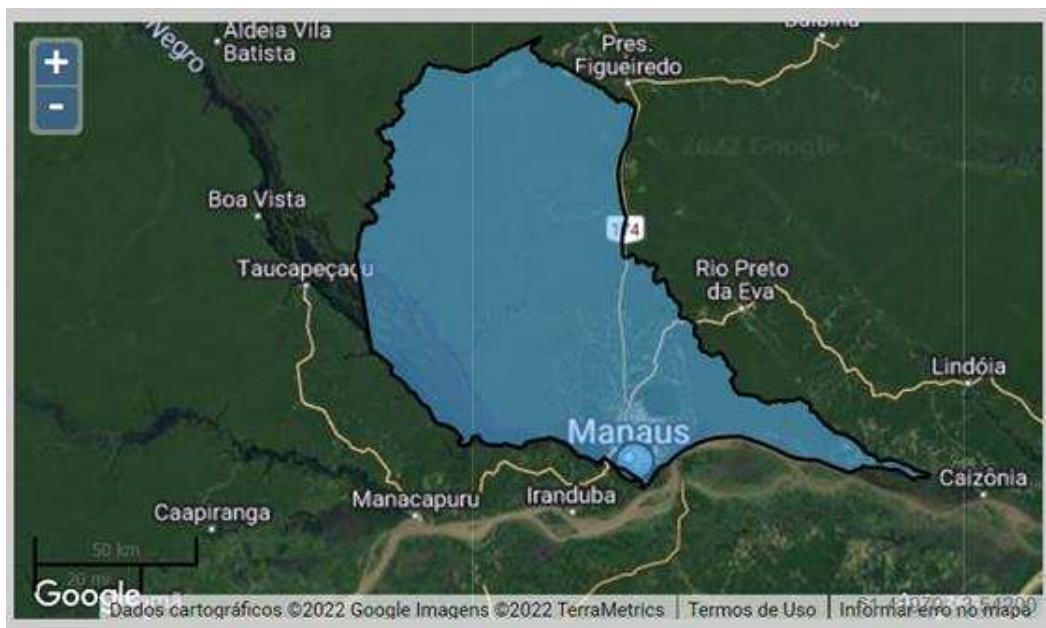 Negro
Aldeia Vila
Batista
Pres.
Figueiredo
Balbina
+
-
© 2022 Google
Boa Vista
174
Taucapeçaçu
Rio Preto
da Eva
Lindóia
Manaus
Caizônia
Manacapuru
Iranduba
Caapiranga
50 km
Google
Dados cartográficos ©2022 Google Imagens ©2022 TerraMetrics
Termos de Uso
Informar erro no mapa